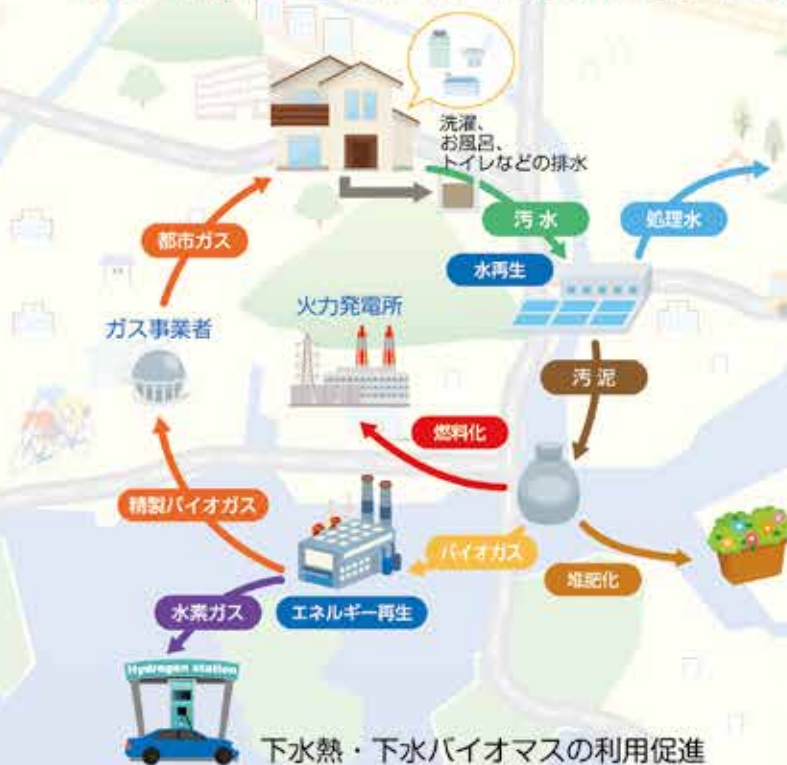 洗濯、
お風呂、
トイレなどの排水
都市ガス
汚水
処理水
水再生
ガス事業者
火力発電所
汚泥
燃料化
精製バイオガス
バイオガス
堆肥化
水素ガス
エネルギー再生
Hydrogen station
下水熱・下水バイオマスの利用促進